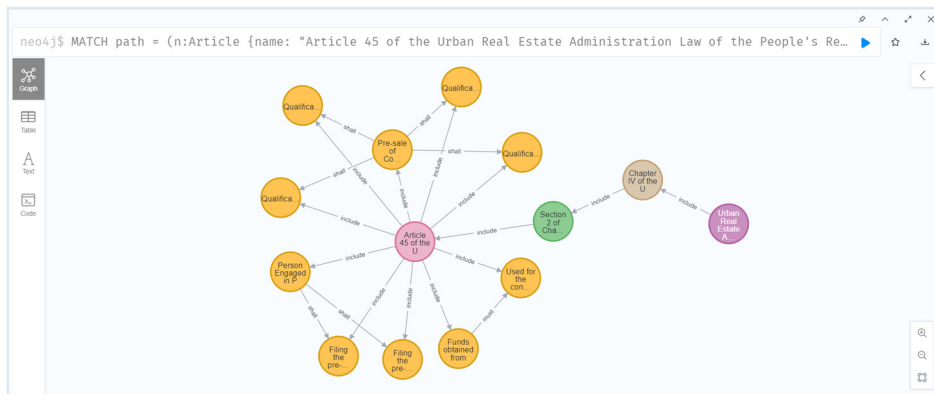 neo4j$ MATCH path = (n:Article {name: "Article 45 of the Urban Real Estate Administration Law of the People's Re…
Graph
Table
Text
Code
Qualifica…
Qualifica…
Pre-sale
of
Co…
Qualifica…
Qualifica…
shall
shall
shall
shall
include
include
include
include
include
Article
45 of the
U
Section
2 of
Cha…
Chapter
IV of the
U
Urban
Real
Estate
A…
include
include
include
Person
Engaged
in P
Used for
the
con…
Filing
the
pre-…
Filing
the
pre-…
Funds
obtained
from
include
include
include
include
include
shall
shall
must